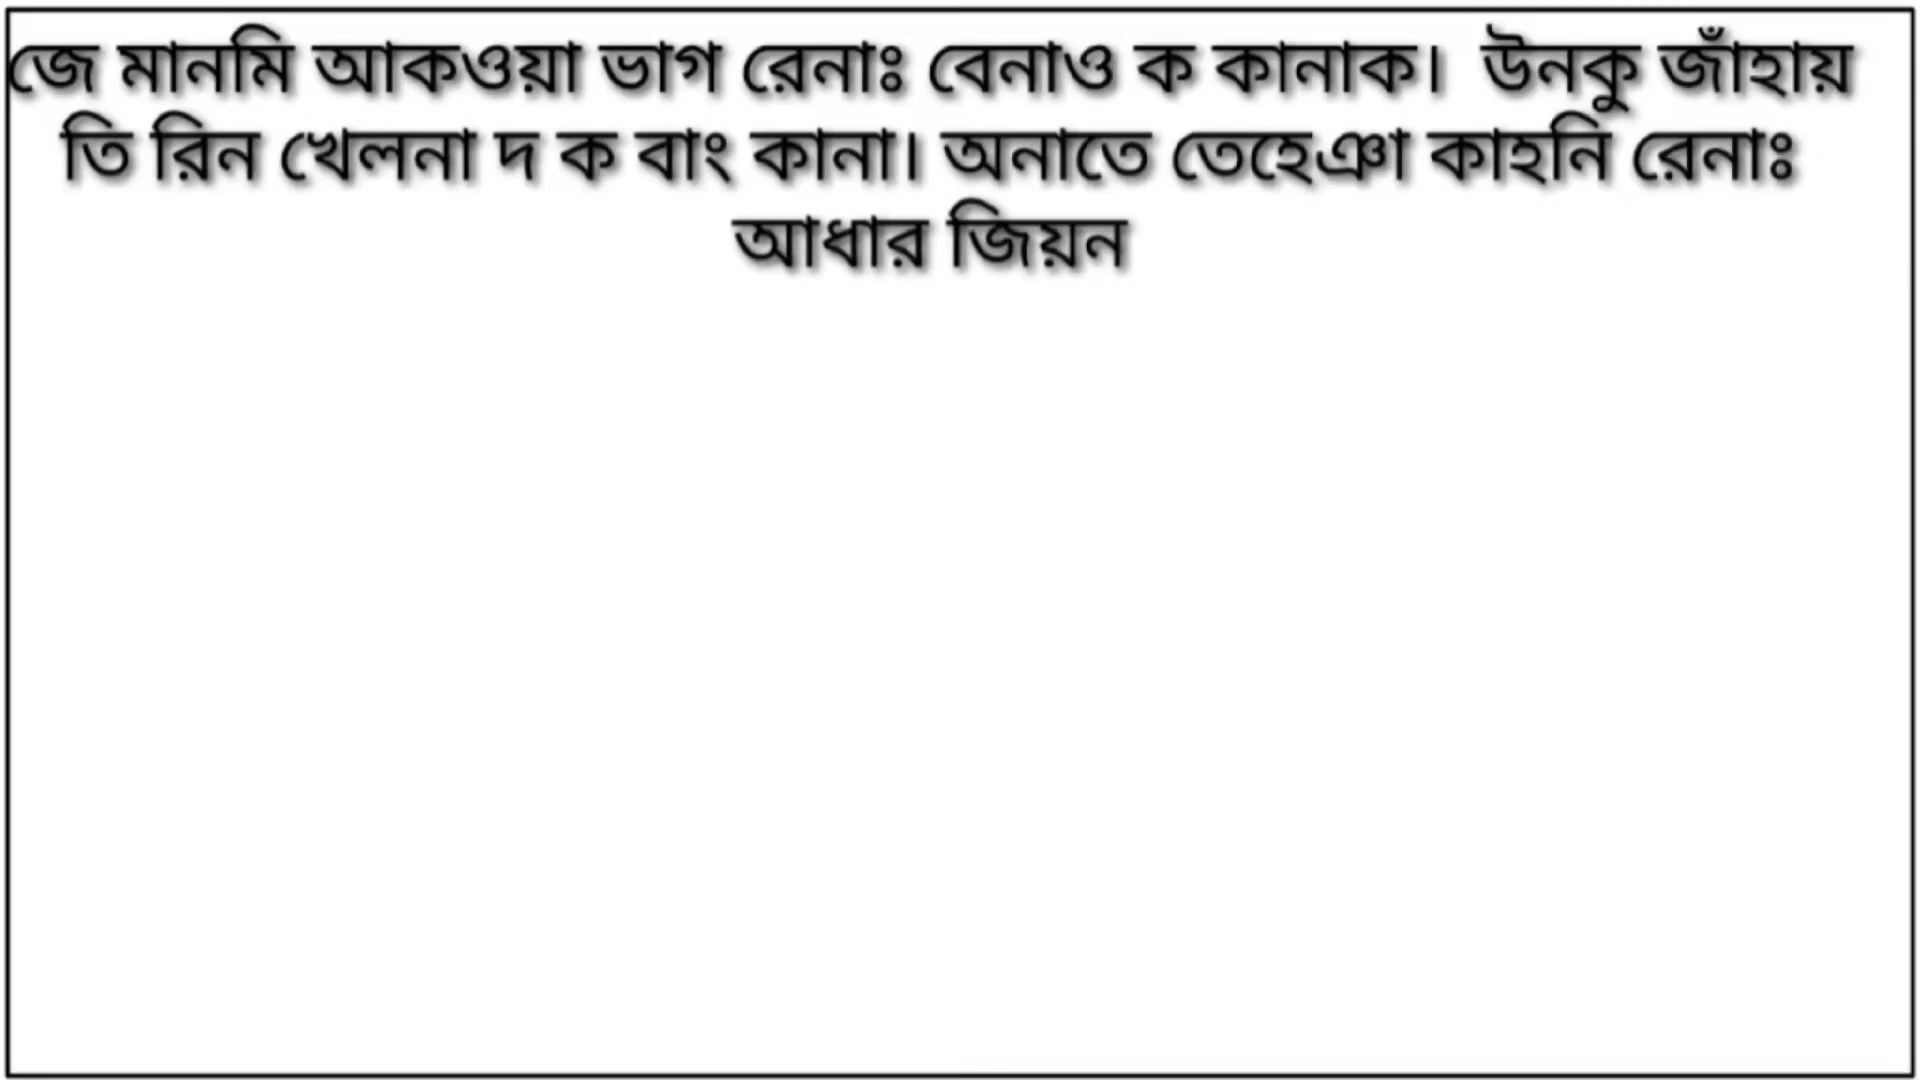 জে মানমি আকওয়া ভাগ রেনাঃ বেনাও ক কানাক। উনকু জাঁহায়
তি রিন খেলনা দ ক বাং কানা। অনাতে তেহেঞা কাহনি রেনাঃ
আধার জিয়ন